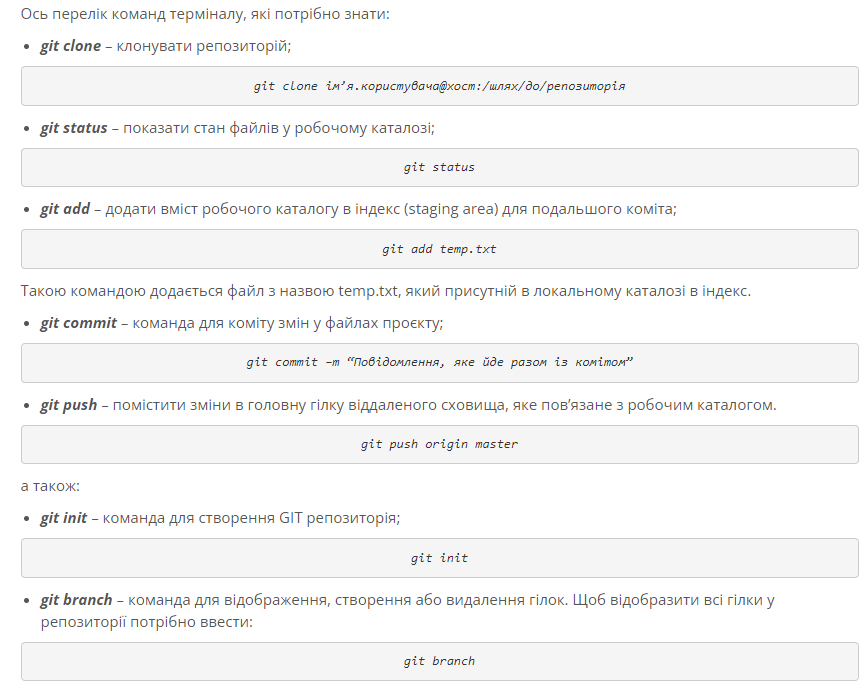 Ось перелік команд терміналу, які потрібно знати:
• git clone – клонувати репозиторій;
git clone ім’я.користувача@хост:/шлях/до/репозиторія
• git status – показати стан файлів у робочому каталозі;
git status
• git add – додати вміст робочого каталогу в індекс (staging area) для подальшого коміта;
git add temp.txt
Такою командою додається файл з назвою temp.txt, який присутній в локальному каталозі в індекс.
• git commit – команда для коміту змін у файлах проєкту;
git commit –m “Повідомлення, яке йде разом із комітом”
• git push – помістити зміни в головну гілку віддаленого сховища, яке пов’язане з робочим каталогом.
git push origin master
а також:
• git init – команда для створення GIT репозиторія;
git init
• git branch – команда для відображення, створення або видалення гілок. Щоб відобразити всі гілки у
репозиторії потрібно ввести:
git branch